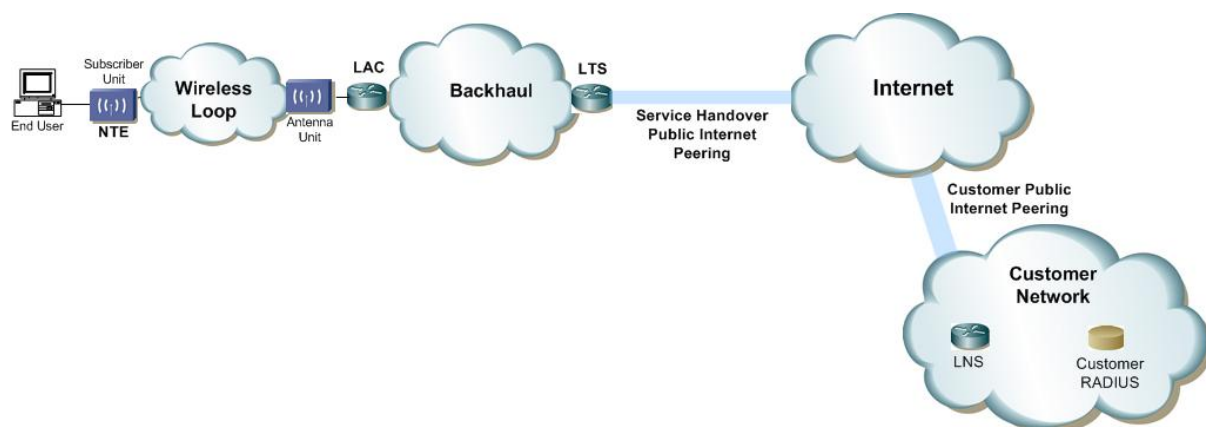 End User
Subscriber
Unit
NTE
Wireless
Loop
Antenna
Unit
LAC
Backhaul
LTS
Service Handover
Public Internet
Peering
Internet
Customer Public
Internet Peering
Customer
Network
LNS
Customer
RADIUS